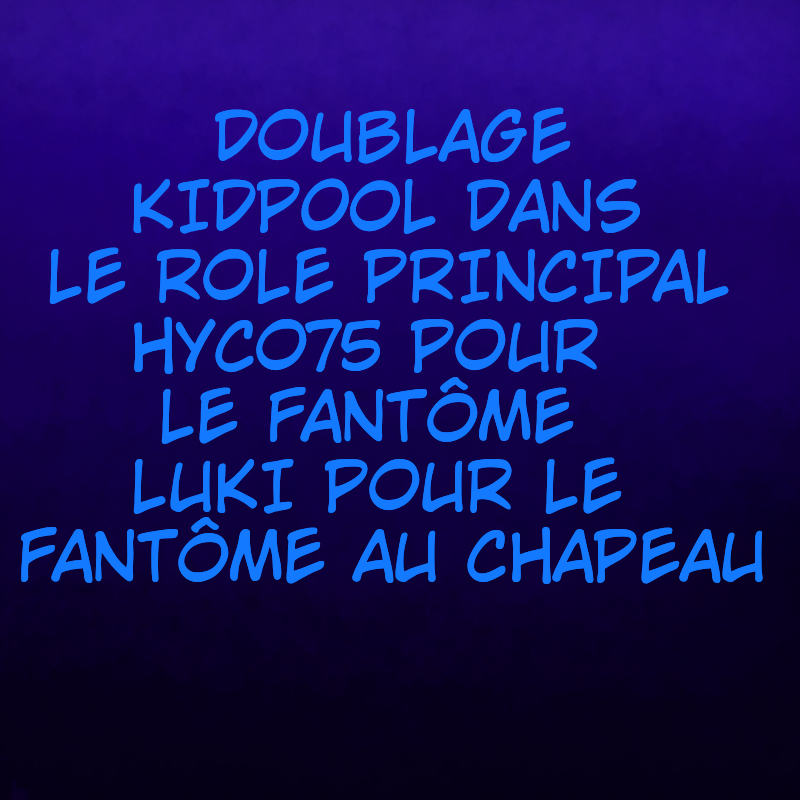 DOUBLAGE
KIDPOOL DANS
LE ROLE PRINCIPAL
HYCO75 POUR
LE FANTÔME
LUKI POUR LE
FANTÔME AU CHAPEAU